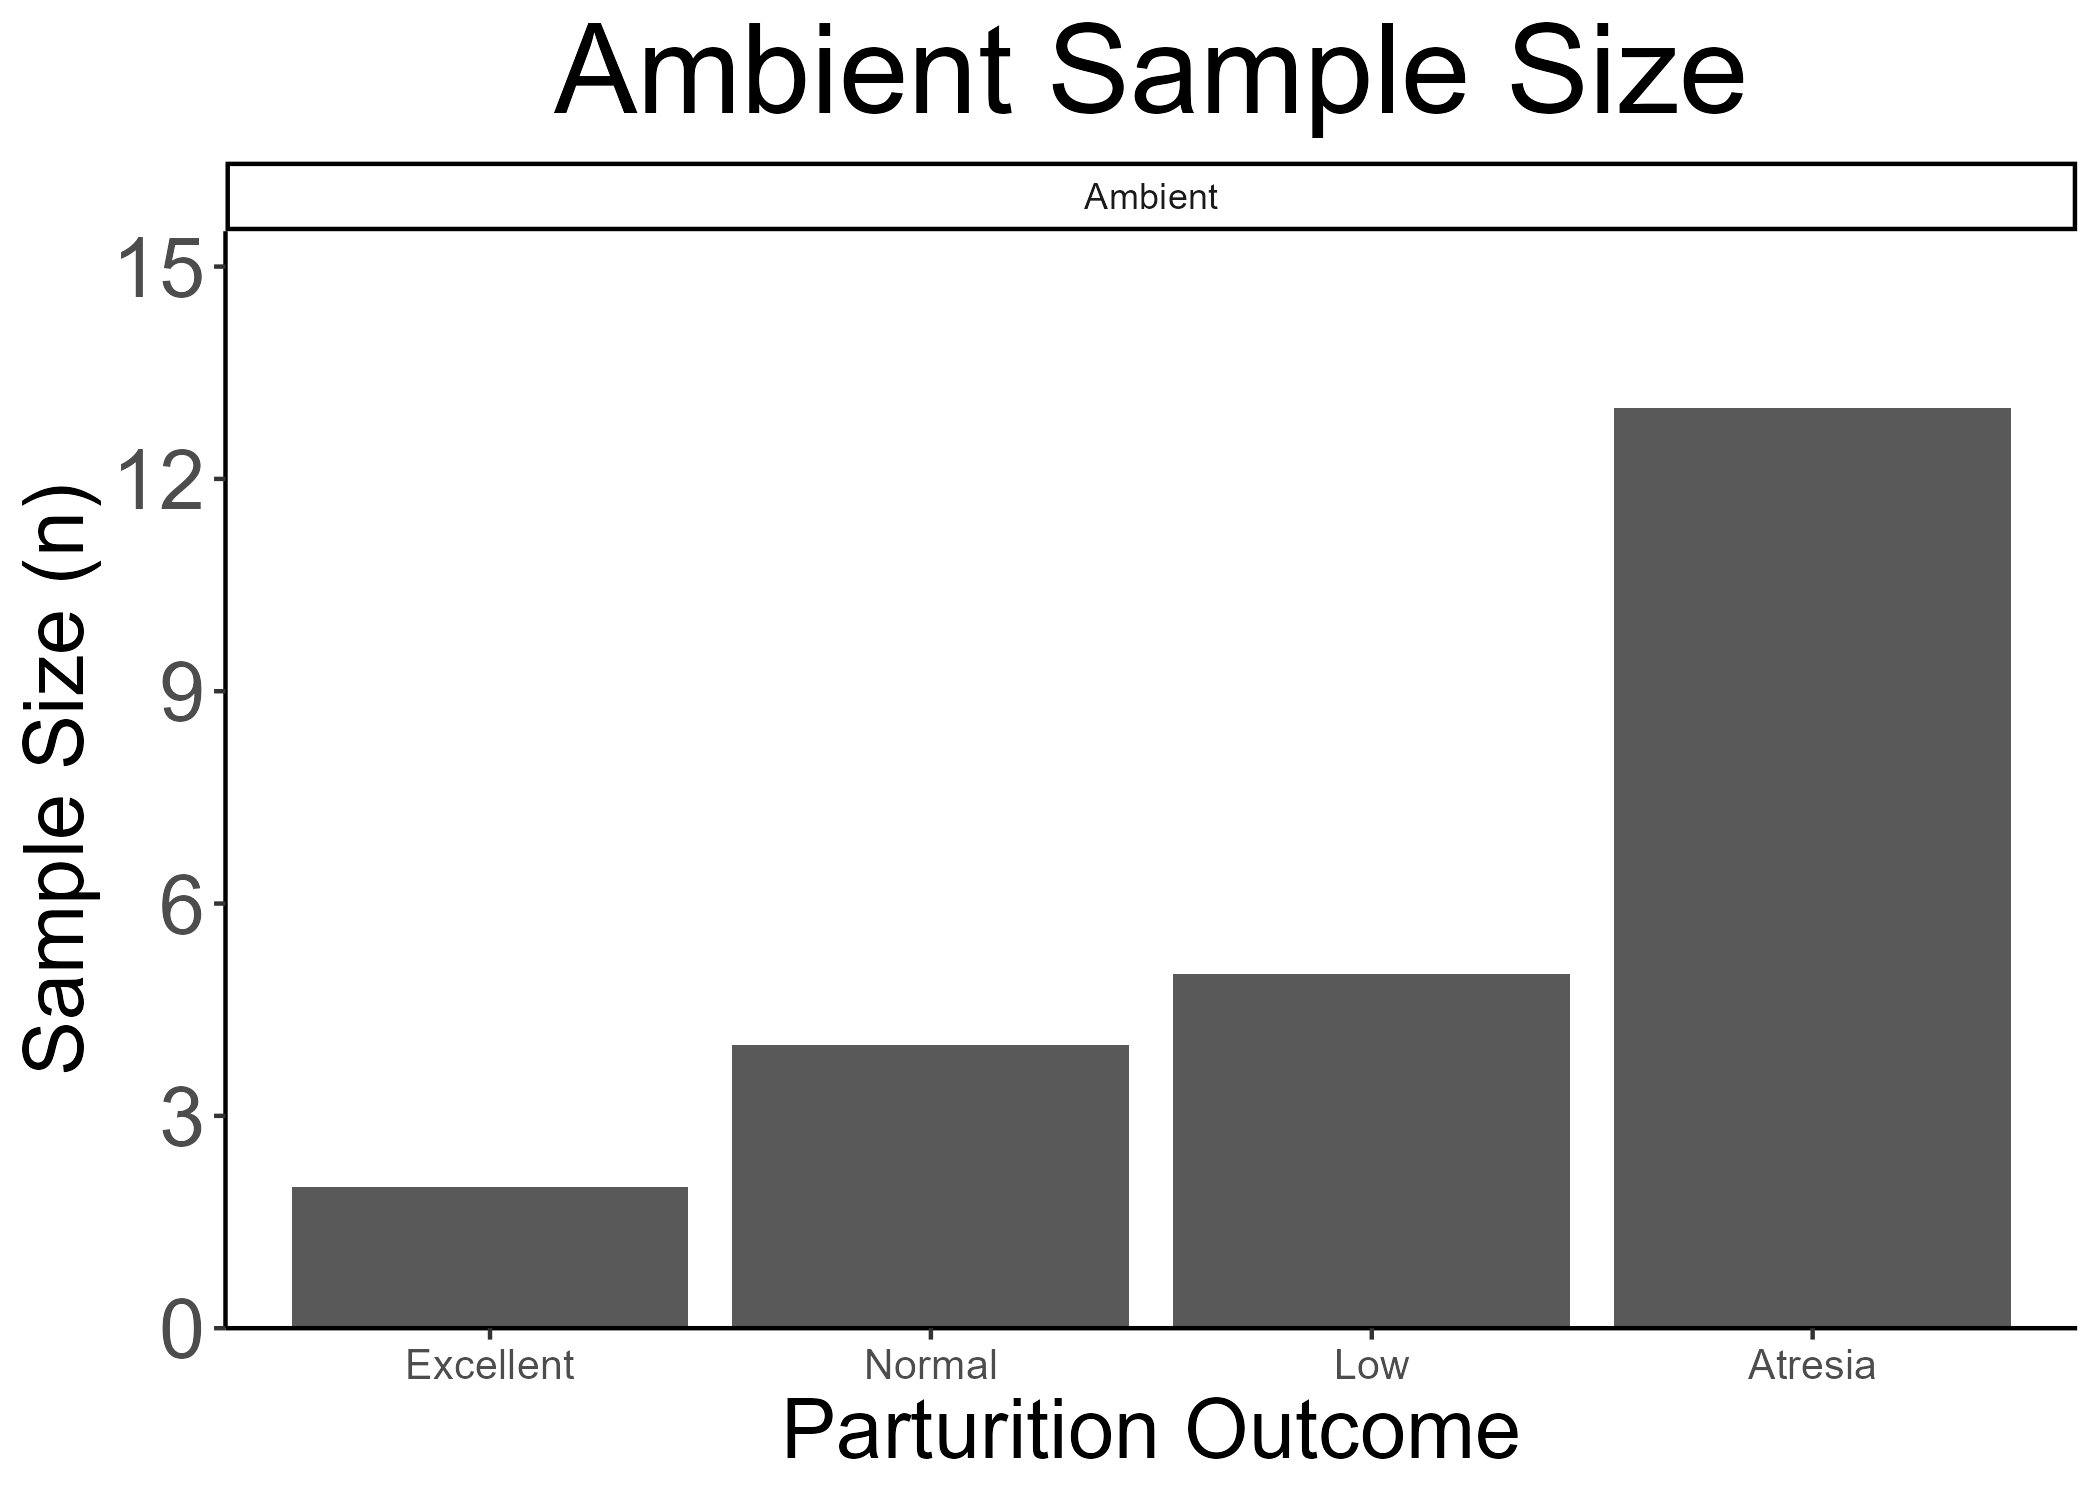 Ambient Sample Size
Ambient
15
12
9
6
3
0
Sample Size (n)
Excellent Normal Low Atresia
Parturition Outcome